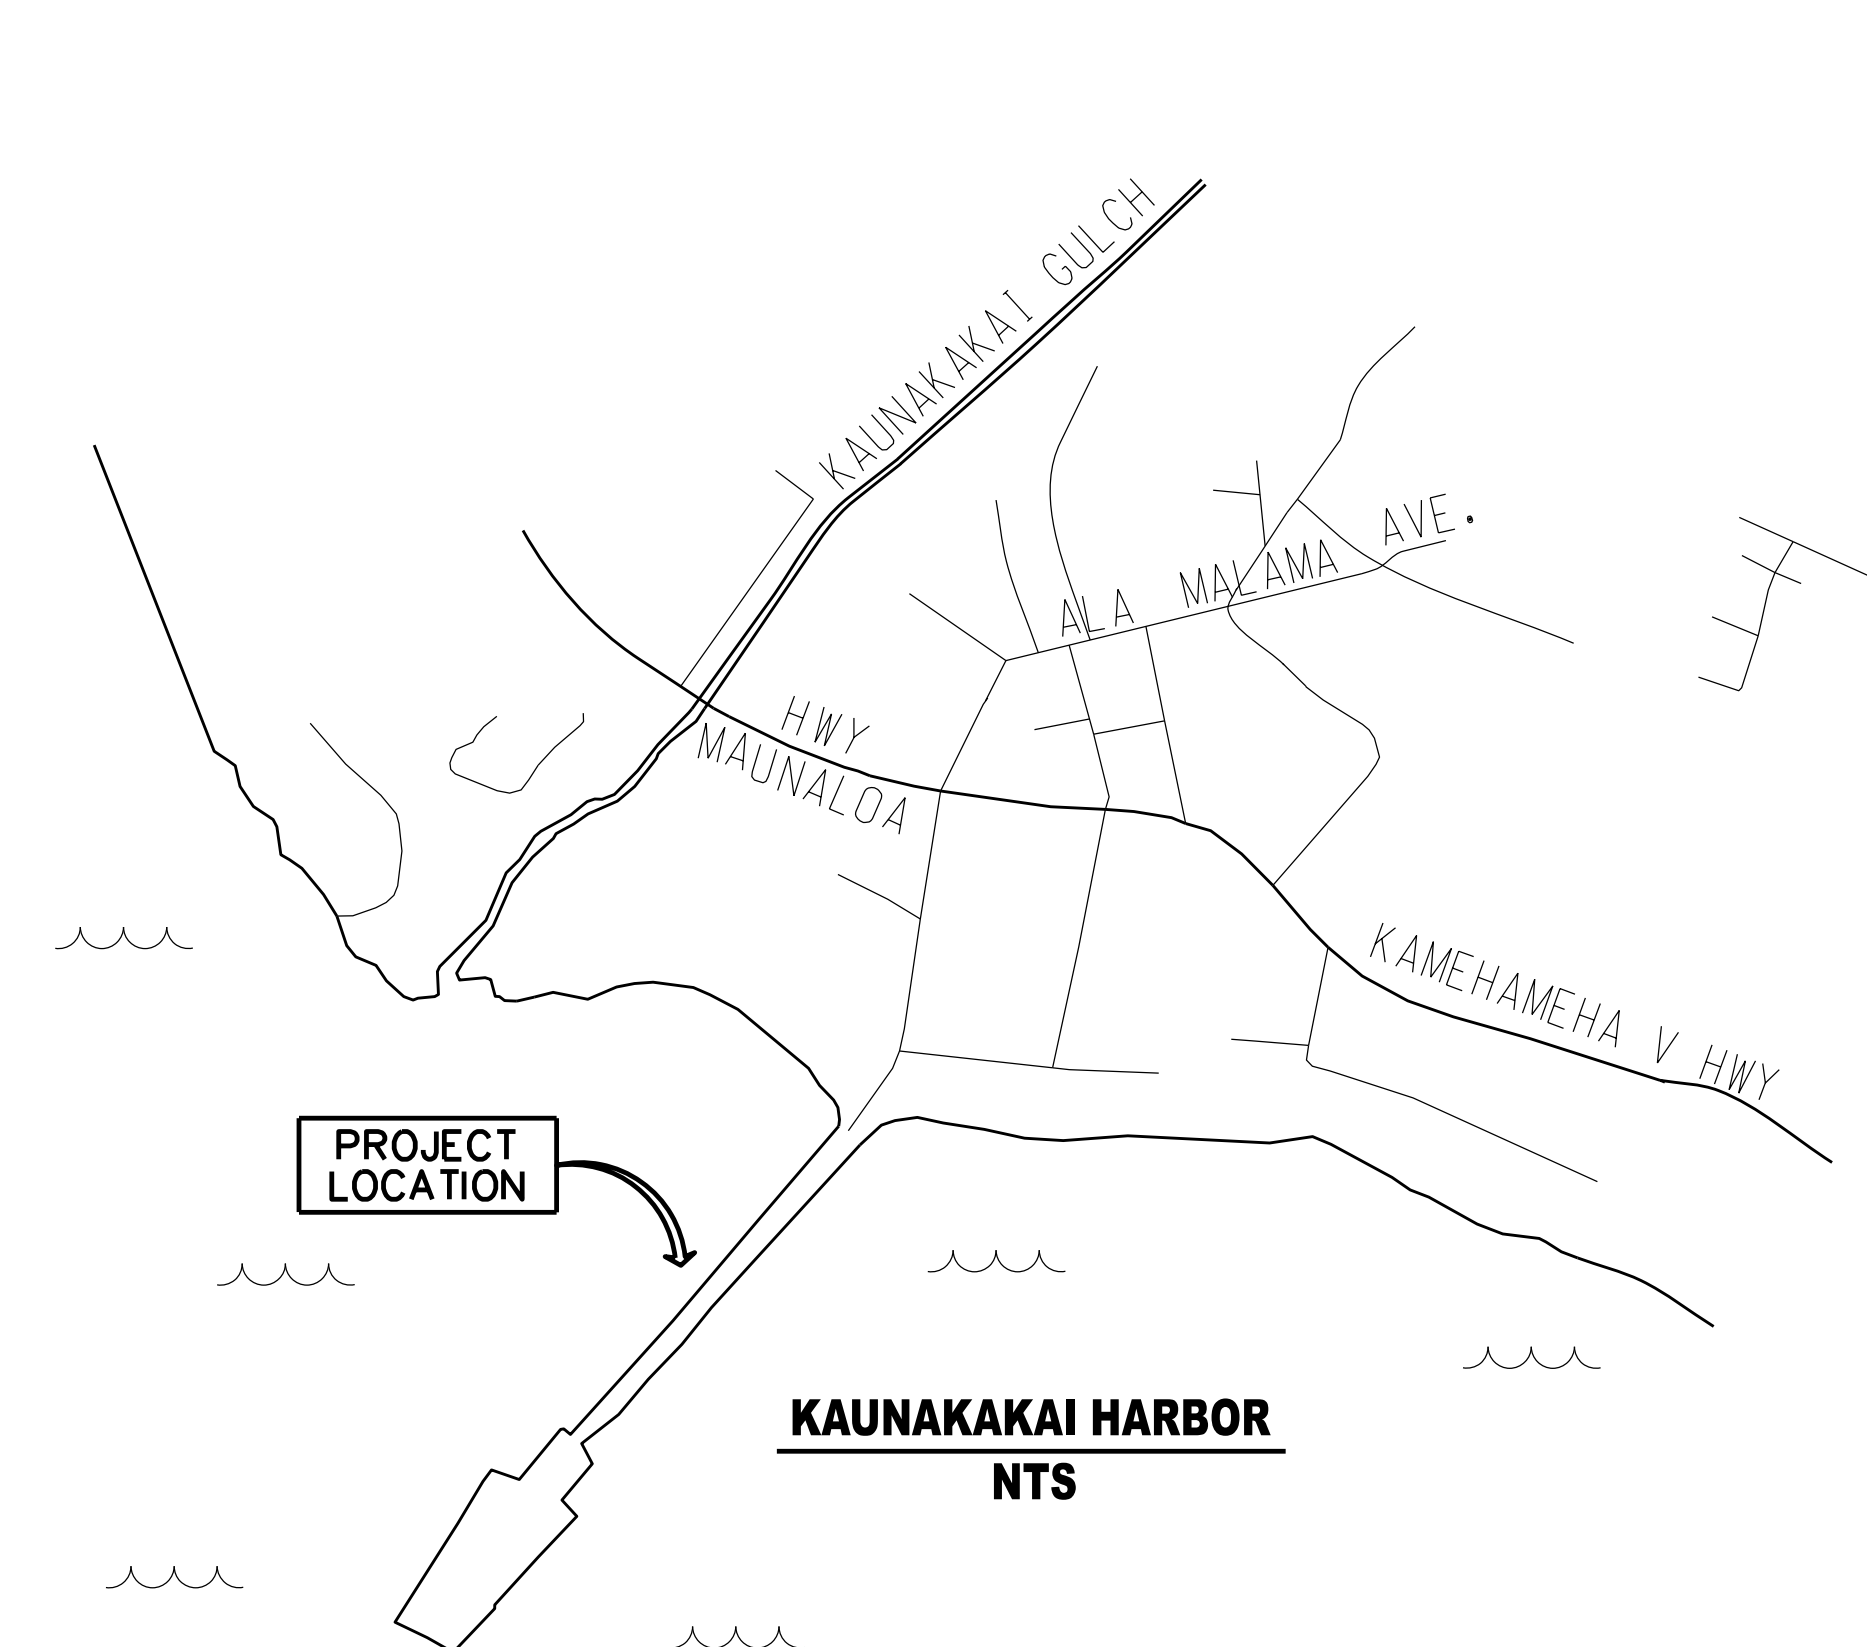 KAUNAKAKAI GULCH
ALA MALAMA AVE.
HWY
MAUNALOA
KAMEHAMEHA V HWY
PROJECT
LOCATION
KAUNAKAKAI HARBOR
NTS